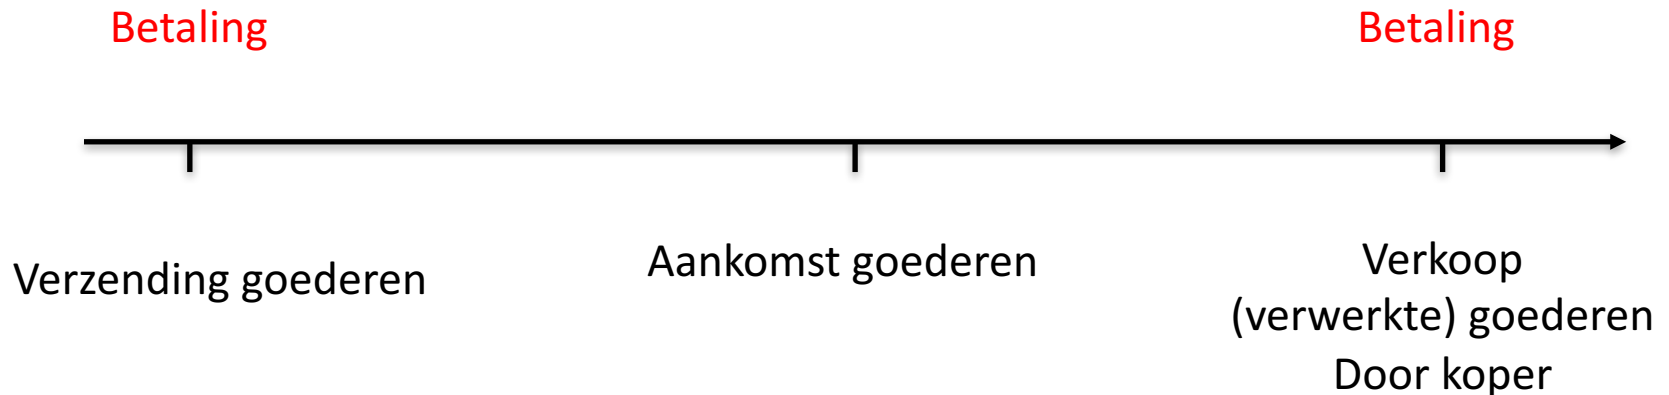 Betaling
Betaling
Verzending goederen
Aankomst goederen
Verkoop
(verwerkte) goederen
Door koper